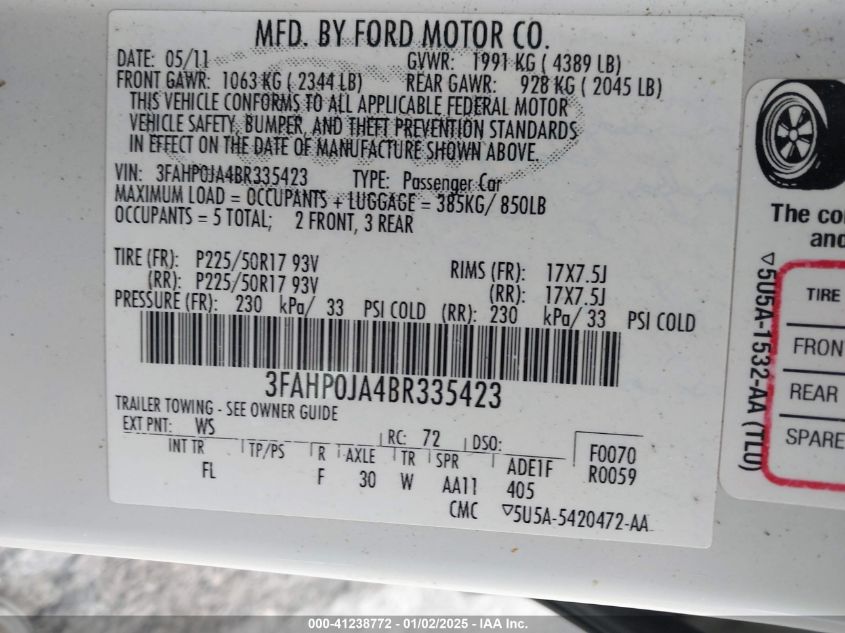 MFD. BY FORD MOTOR CO.
DATE: 05/11 GVWR: 1991 KG ( 4389 LB)
FRONT GAWR: 1063 KG ( 2344 LB) REAR GAWR: 928 KG ( 2045 LB)
THIS VEHICLE CONFORMS TO ALL APPLICABLE FEDERAL MOTOR
VEHICLE SAFETY, BUMPER, AND THEFT PREVENTION STANDARDS
IN EFFECT ON THE DATE OF MANUFACTURE SHOWN ABOVE.
VIN: 3FAHP0JA4BR335423 TYPE: Passenger Car
MAXIMUM LOAD = OCCUPANTS + LUGGAGE = 385KG/ 850LB
OCCUPANTS = 5 TOTAL; 2 FRONT, 3 REAR
TIRE (FR): P225/50R17 93V RIMS (FR): 17X7.5J
(RR): P225/50R17 93V (RR): 17X7.5J
PRESSURE (FR): 230 kPa/ 33 PSI COLD (RR): 230 kPa/ 33 PSI COLD
3FAHP0JA4BR335423
TRAILER TOWING - SEE OWNER GUIDE
EXT PNT: WS RC: 72 DSO: F0070
INT TR TP/PS R AXLE TR SPR ADE1F R0059
FL F 30 W AA11 405
CMC ▽5U5A-5420472-AA
The
and
▽5U5A-1532-AA (TL0)
TIRE
FRON
REAR
SPARE
000-41238772 - 01/02/2025 - IAA Inc.